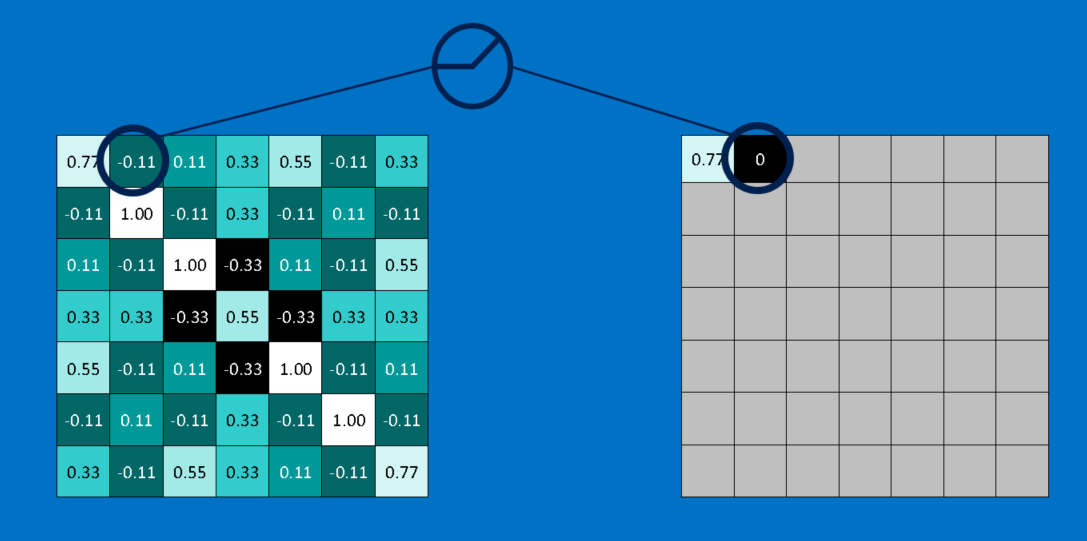 0.77 -0.11 0.11 0.33 0.55 -0.11 0.33 0.77 0
-0.11 1.00 -0.11 0.33 -0.11 0.11 -0.11
0.11 -0.11 1.00 -0.33 0.11 -0.11 0.55
0.33 0.33 -0.33 0.55 -0.33 0.33 0.33
0.55 -0.11 0.11 -0.33 1.00 -0.11 0.11
-0.11 0.11 -0.11 0.33 -0.11 1.00 -0.11
0.33 -0.11 0.55 0.33 0.11 -0.11 0.77